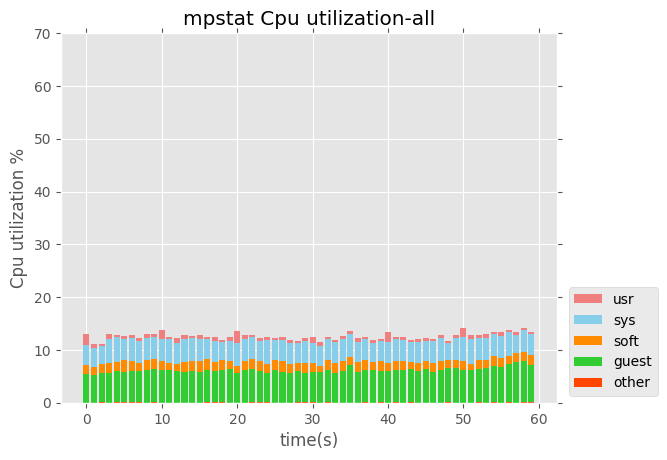 mpstat Cpu utilization-all
70
60
50
40
30
20
10
0
Cpu utilization %
0 10 20 30 40 50 60
time(s)
usr
sys
soft
guest
other